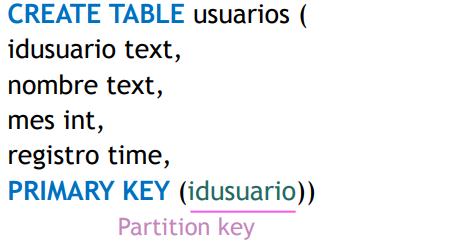 CREATE TABLE usuarios (
idusuario text,
nombre text,
mes int,
registro time,
PRIMARY KEY (idusuario))
Partition key